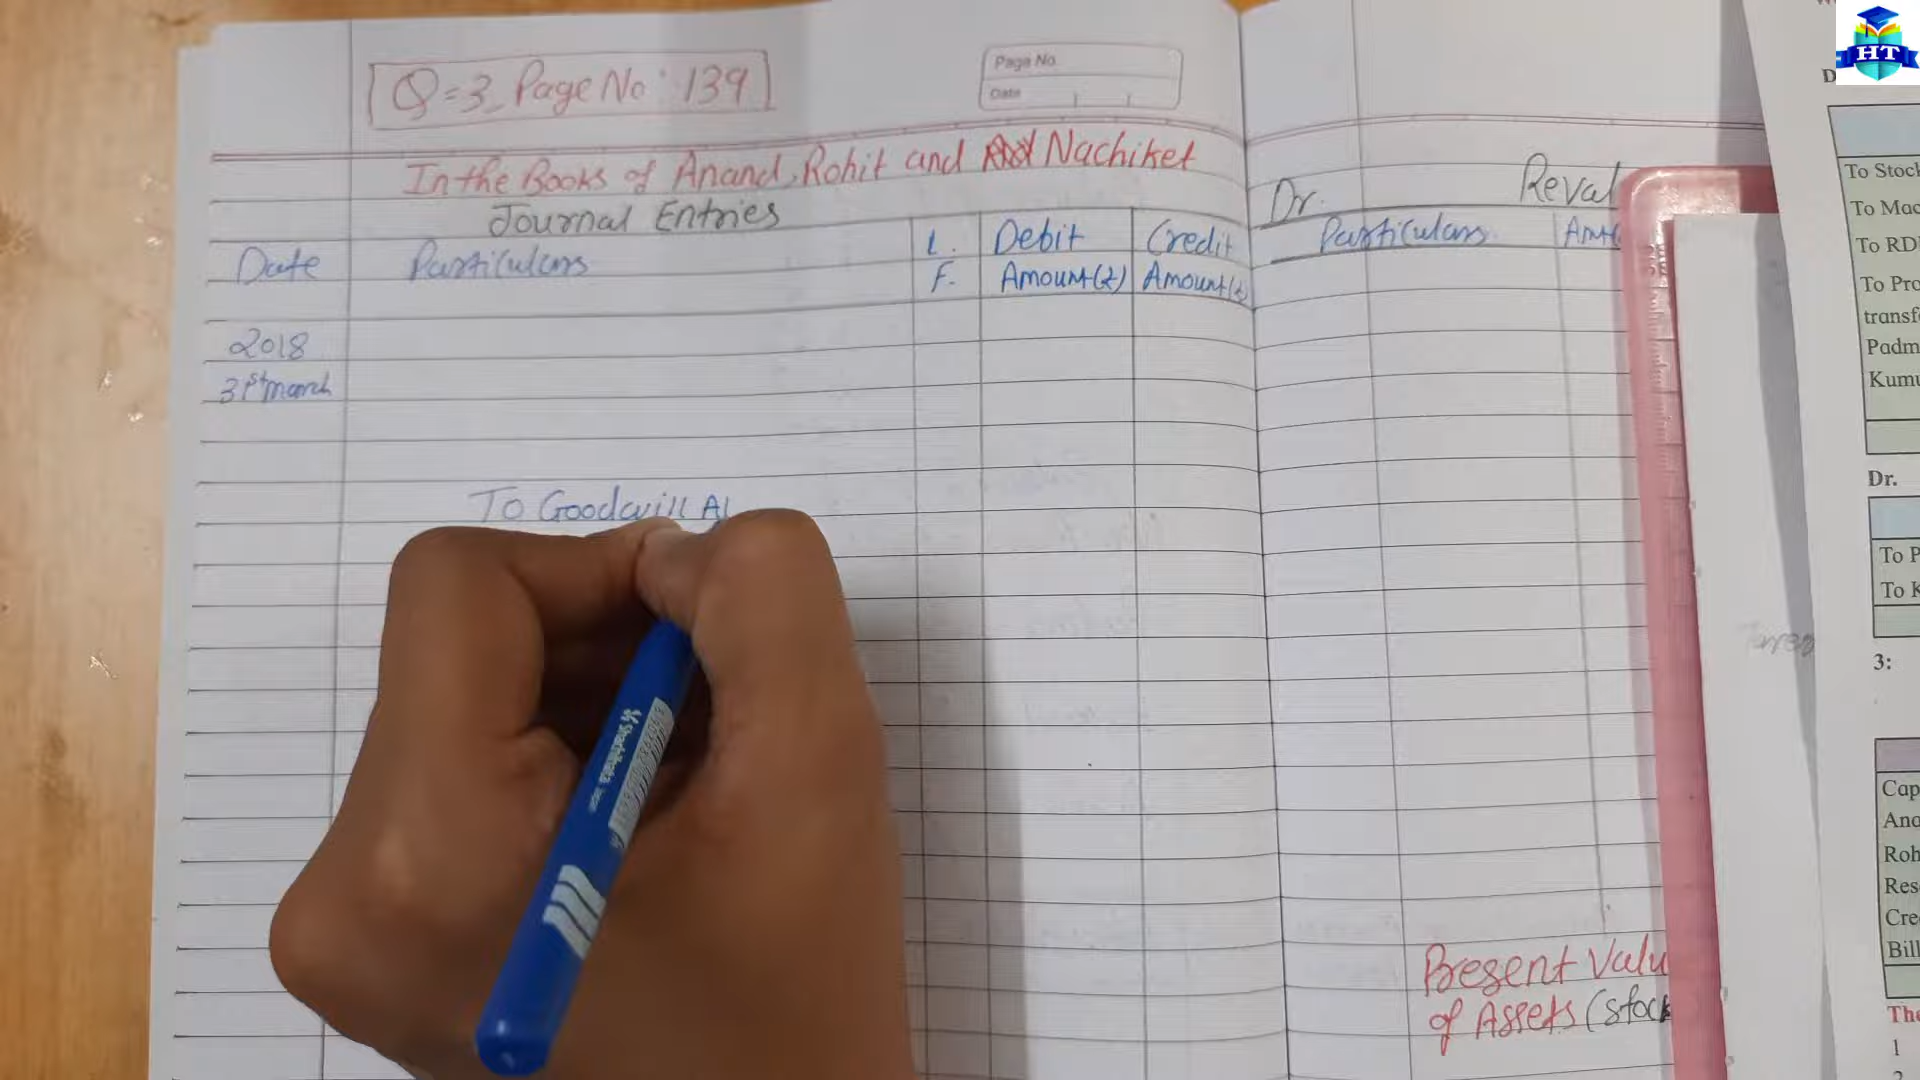 HT
Q=3, Page No: 139
Page No.
Date
In the Books of Anand, Rohit and Nachiket
Journal Entries
Date
Particulars
L.
F.
Debit
Amount(₹)
Credit
Amount(₹)
2018
31st march
To Goodwill A/
Dr.
Reval
Particulars
Amt
Present Valu
of Assets (stock
To Stock
To Mac
To RD
To Pro
transf
Padm
Kumu
Dr.
To P
To K
3:
Cap
Ana
Roh
Res
Cre
Bill
The
1
Shachihata